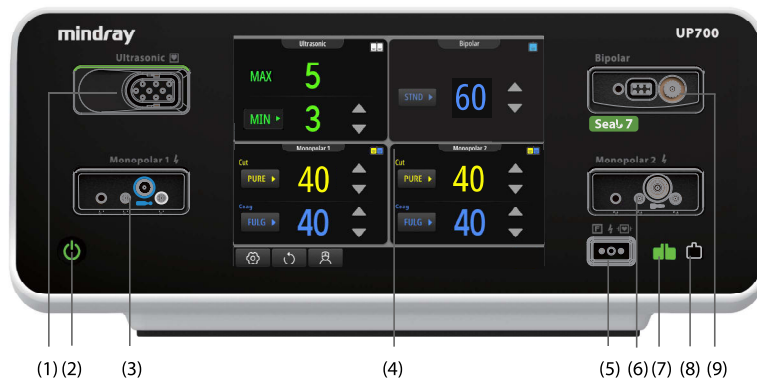 mindray
UP700
Ultrasonic
Ultrasonic
MAX 5
MIN 3
Bipolar
STND 60
Bipolar
Seal 7
Monopolar 1
Monopolar 1
Cut
PURE 40
Coag
FULG 40
Monopolar 2
Cut
PURE 40
Coag
FULG 40
Monopolar 2
P
(1) (2) (3) (4) (5) (6) (7) (8) (9)